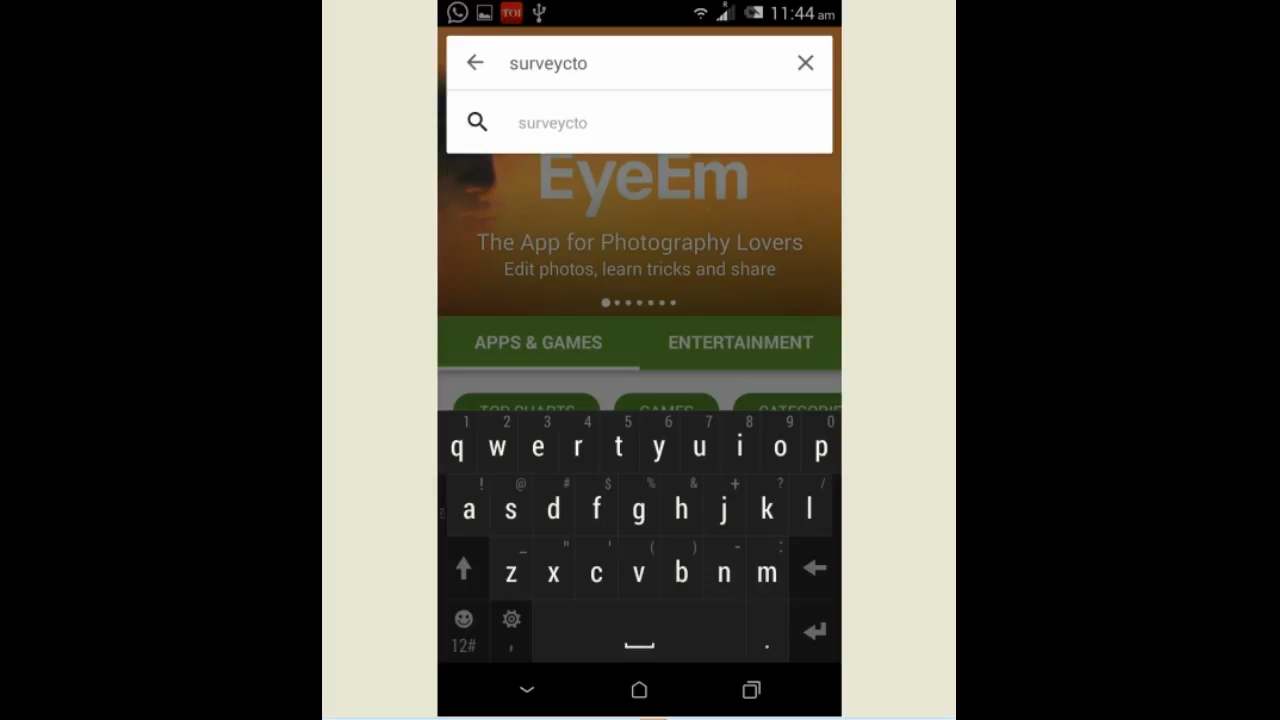 TOI
R
11:44 am
surveycto
surveycto
EyeEm
The App for Photography Lovers
Edit photos, learn tricks and share
APPS & GAMES ENTERTAINMENT
TOP CHARTS GAMES CATEGORIE
1 2 3 4 5 6 7 8 9 0
q w e r t y u i o p
! @ # $ % & + ? /
a s d f g h j k l
_ " ' ( ) - :
z x c v b n m
12# , .